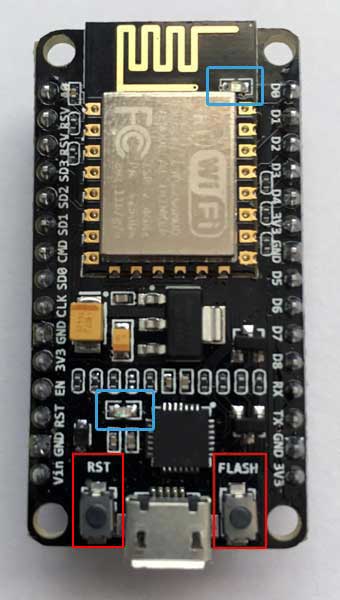 A0
RSV
RSV
SD3
SD2
SD1
CMD
SD0
CLK
GND
3V3
EN
RST
GND
Vin
WiFi
FC
D0
D1
D2
D3
D4
3V3
GND
D5
D6
D7
D8
RX
TX
GND
3V3
RST
FLASH